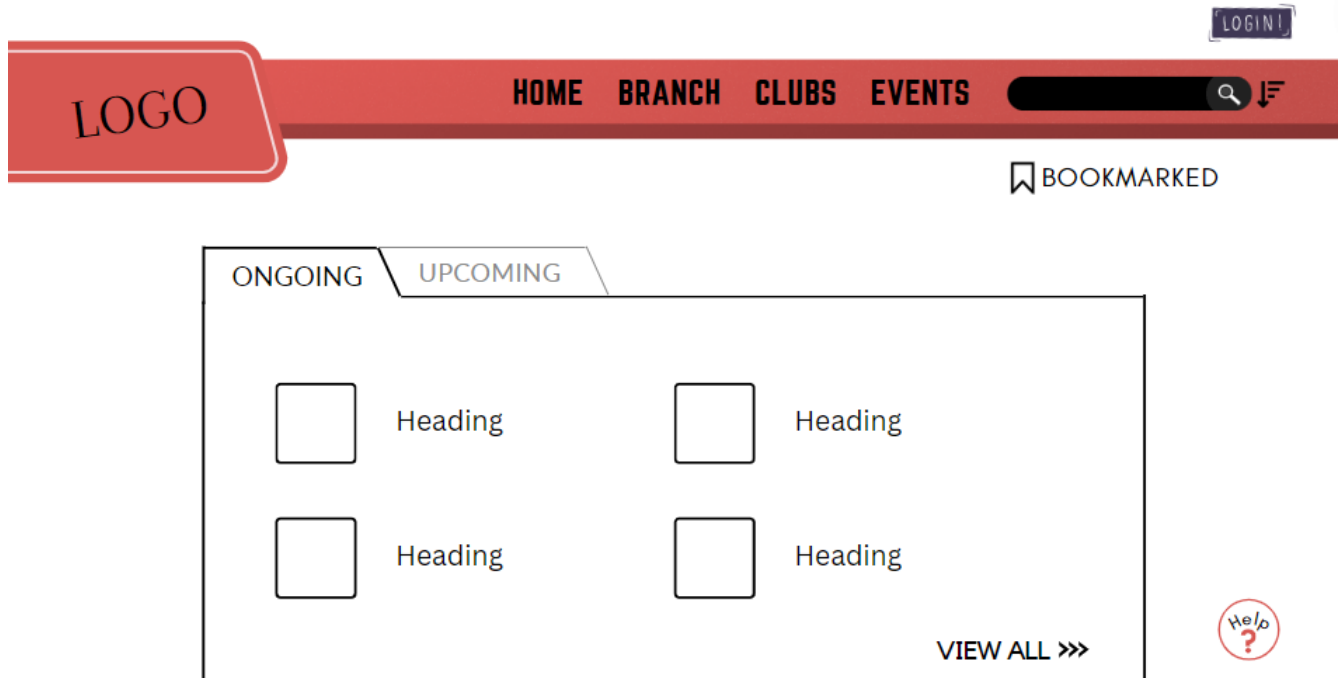 LOGIN!
LOGO
HOME BRANCH CLUBS EVENTS
BOOKMARKED
ONGOING UPCOMING
Heading Heading
Heading Heading
VIEW ALL >>>
Help
?